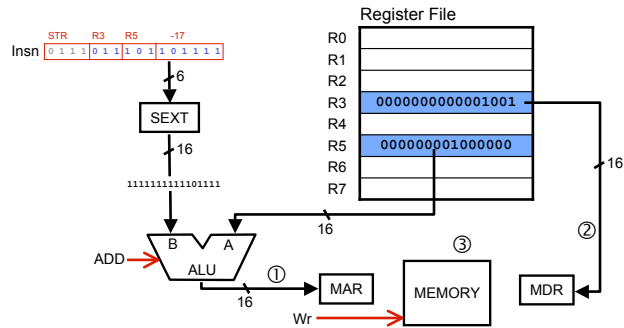 Register File
STR R3 R5 -17
Insn 0 1 1 1 0 1 1 1 0 1 1 0 1 1 1 1
6
SEXT
16
1111111111101111
R0
R1
R2
R3 0000000000001001
R4
R5 0000000001000000
R6
R7
16
16
②
B A
ADD
ALU
①
16
MAR
③
MEMORY
Wr
MDR